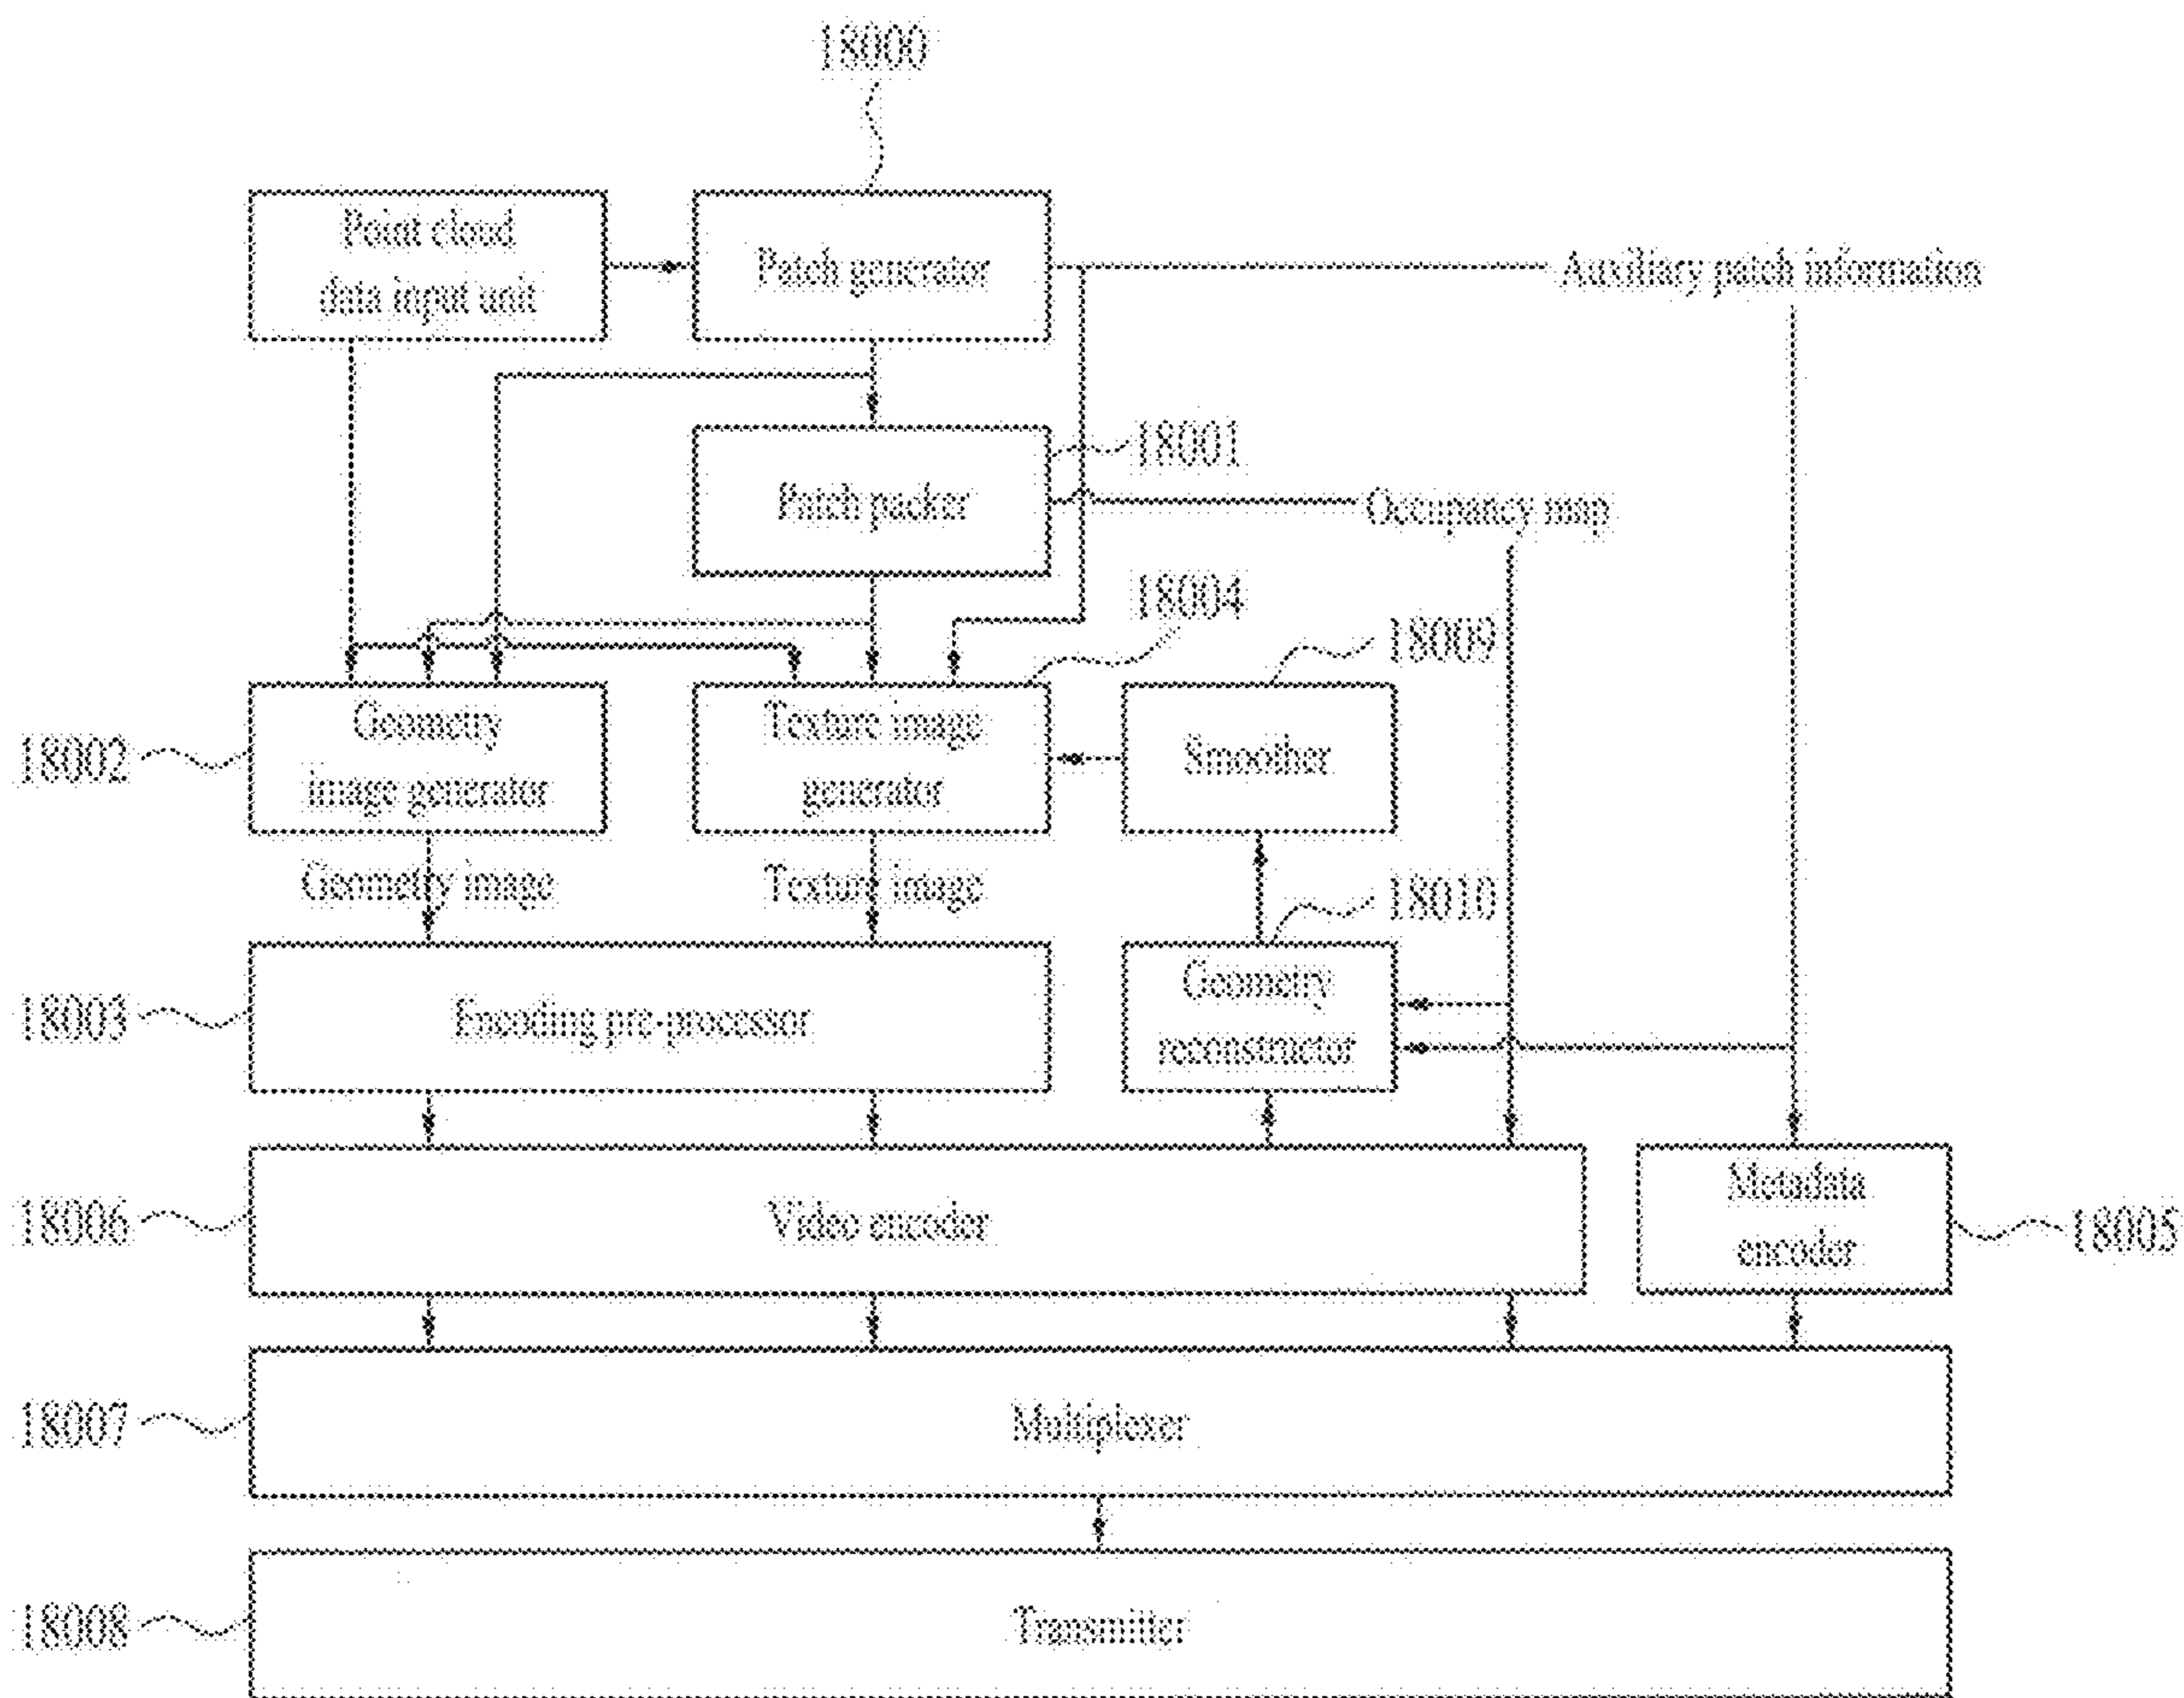 18000
Point cloud
data input unit
Patch generator
Auxiliary patch information
18001
Patch packer
Occupancy map
18004
18009
18002
Geometry
image generator
Texture image
generator
Smoother
Geometry image
Texture image
18010
18003
Encoding pre-processor
Geometry
reconstructor
18006
Video encoder
Metadata
encoder
18005
18007
Multiplexer
18008
Transmitter